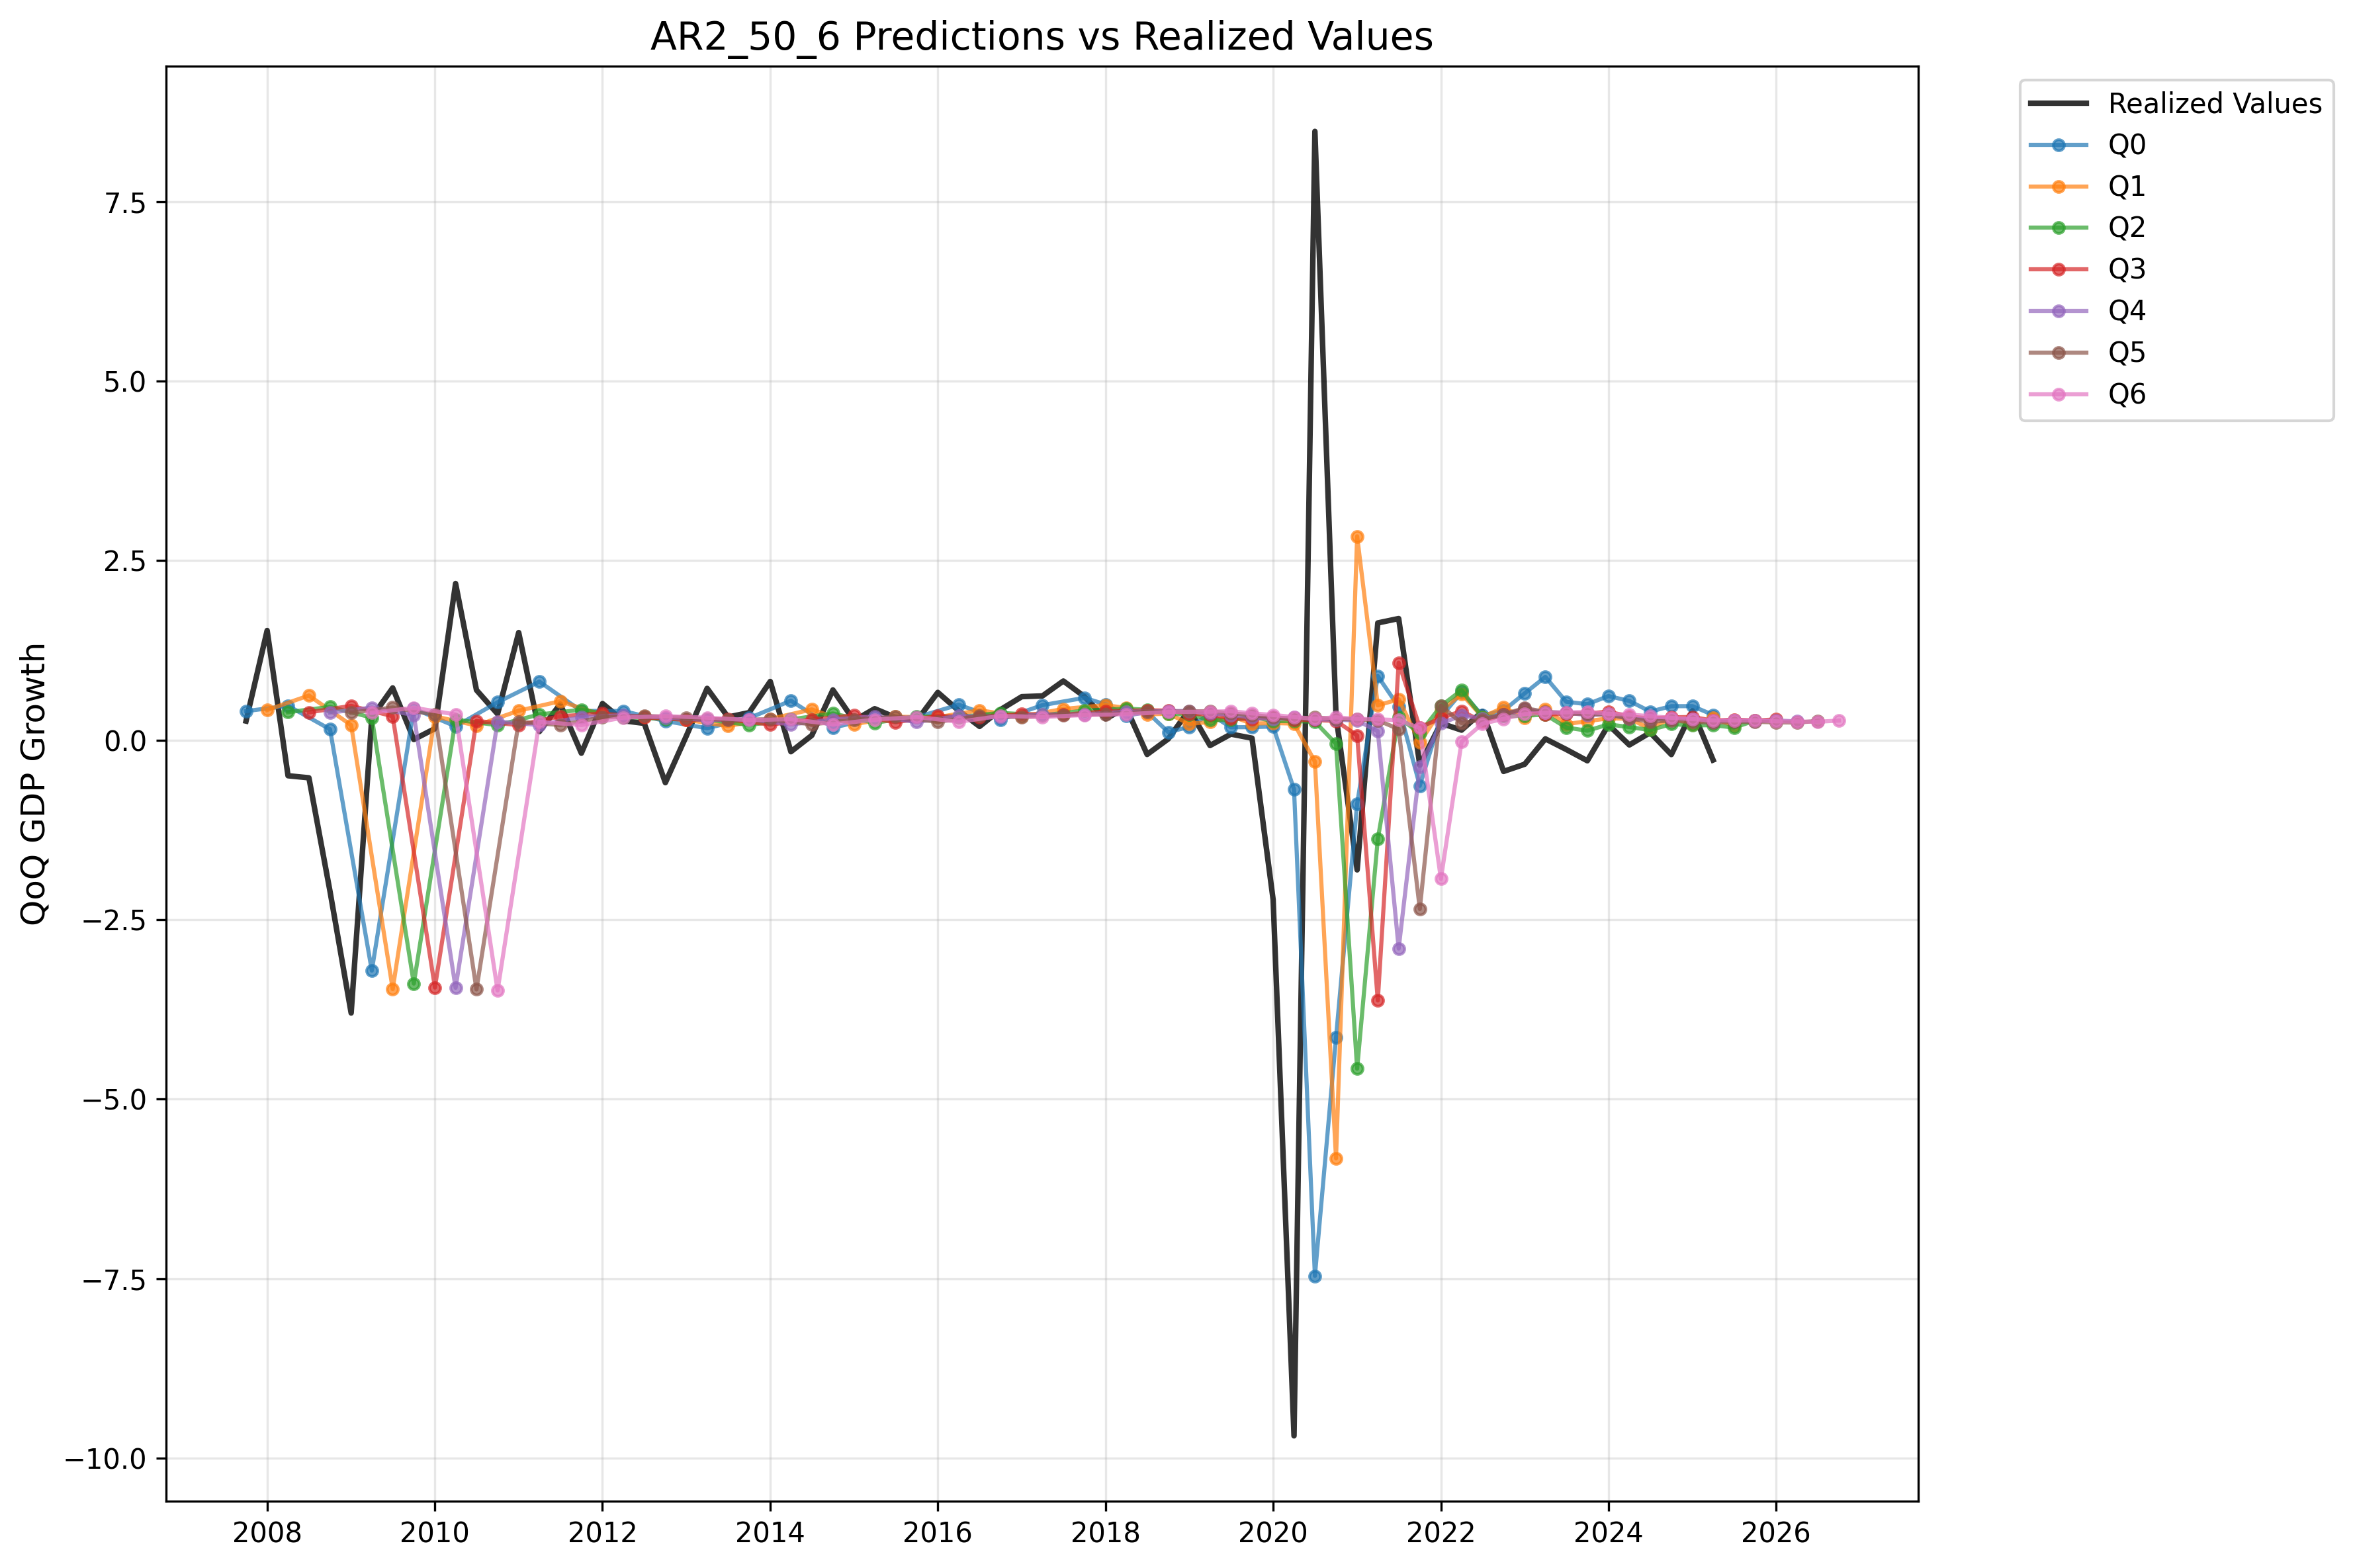 AR2_50_6 Predictions vs Realized Values
QoQ GDP Growth
7.5
5.0
2.5
0.0
−2.5
−5.0
−7.5
−10.0
2008 2010 2012 2014 2016 2018 2020 2022 2024 2026
Realized Values
Q0
Q1
Q2
Q3
Q4
Q5
Q6